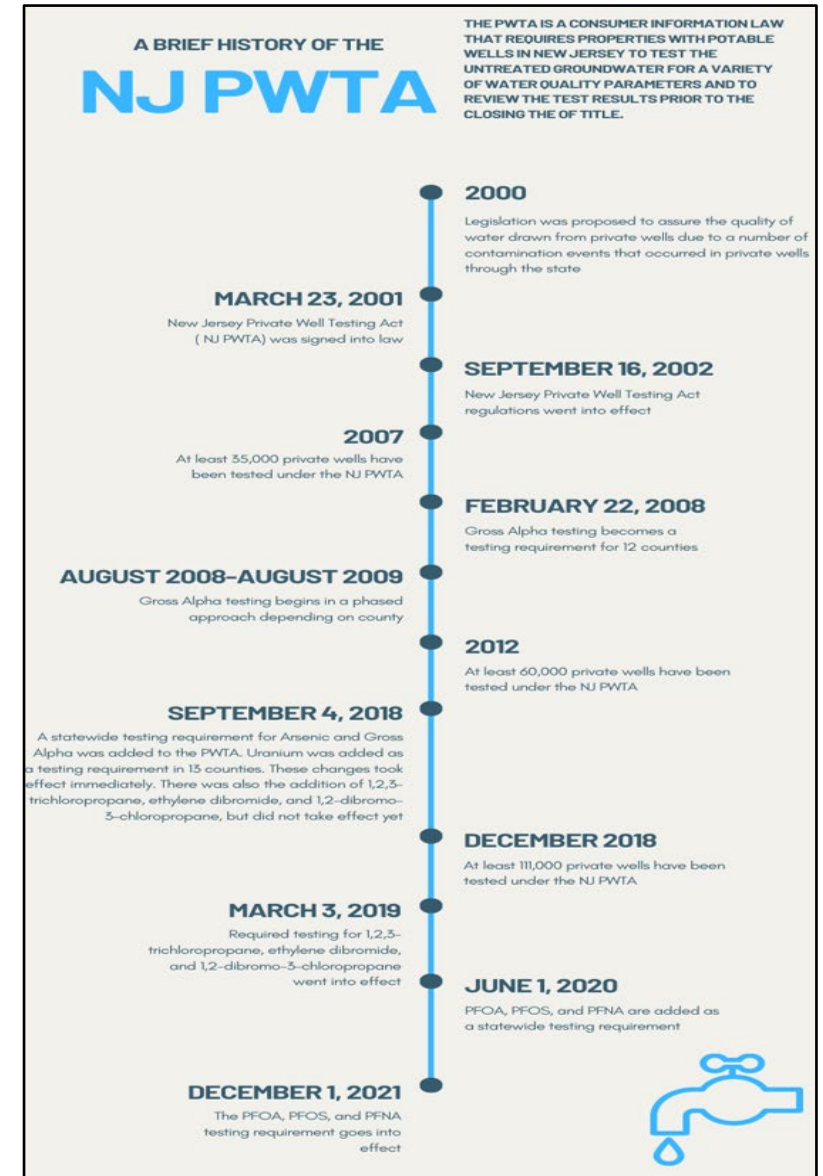 A BRIEF HISTORY OF THE
NJ PWTA
THE PWTA IS A CONSUMER INFORMATION LAW
THAT REQUIRES PROPERTIES WITH POTABLE
WELLS IN NEW JERSEY TO TEST THE
UNTREATED GROUNDWATER FOR A VARIETY
OF WATER QUALITY PARAMETERS AND TO
REVIEW THE TEST RESULTS PRIOR TO THE
CLOSING THE OF TITLE.
2000
Legislation was proposed to assure the quality of
water drawn from private wells due to a number of
contamination events that occurred in private wells
through the state
MARCH 23, 2001
New Jersey Private Well Testing Act
( NJ PWTA) was signed into law
SEPTEMBER 16, 2002
New Jersey Private Well Testing Act
regulations went into effect
2007
At least 35,000 private wells have
been tested under the NJ PWTA
FEBRUARY 22, 2008
Gross Alpha testing becomes a
testing requirement for 12 counties
AUGUST 2008-AUGUST 2009
Gross Alpha testing begins in a phased
approach depending on county
2012
At least 60,000 private wells have been
tested under the NJ PWTA
SEPTEMBER 4, 2018
A statewide testing requirement for Arsenic and Gross
Alpha was added to the PWTA. Uranium was added as
a testing requirement in 13 counties. These changes took
effect immediately. There was also the addition of 1,2,3-
trichloropropane, ethylene dibromide, and 1,2-dibromo-
3-chloropropane, but did not take effect yet
DECEMBER 2018
At least 111,000 private wells have been
tested under the NJ PWTA
MARCH 3, 2019
Required testing for 1,2,3-
trichloropropane, ethylene dibromide,
and 1,2-dibromo-3-chloropropane
went into effect
JUNE 1, 2020
PFOA, PFOS, and PFNA are added as
a statewide testing requirement
DECEMBER 1, 2021
The PFOA, PFOS, and PFNA
testing requirement goes into
effect